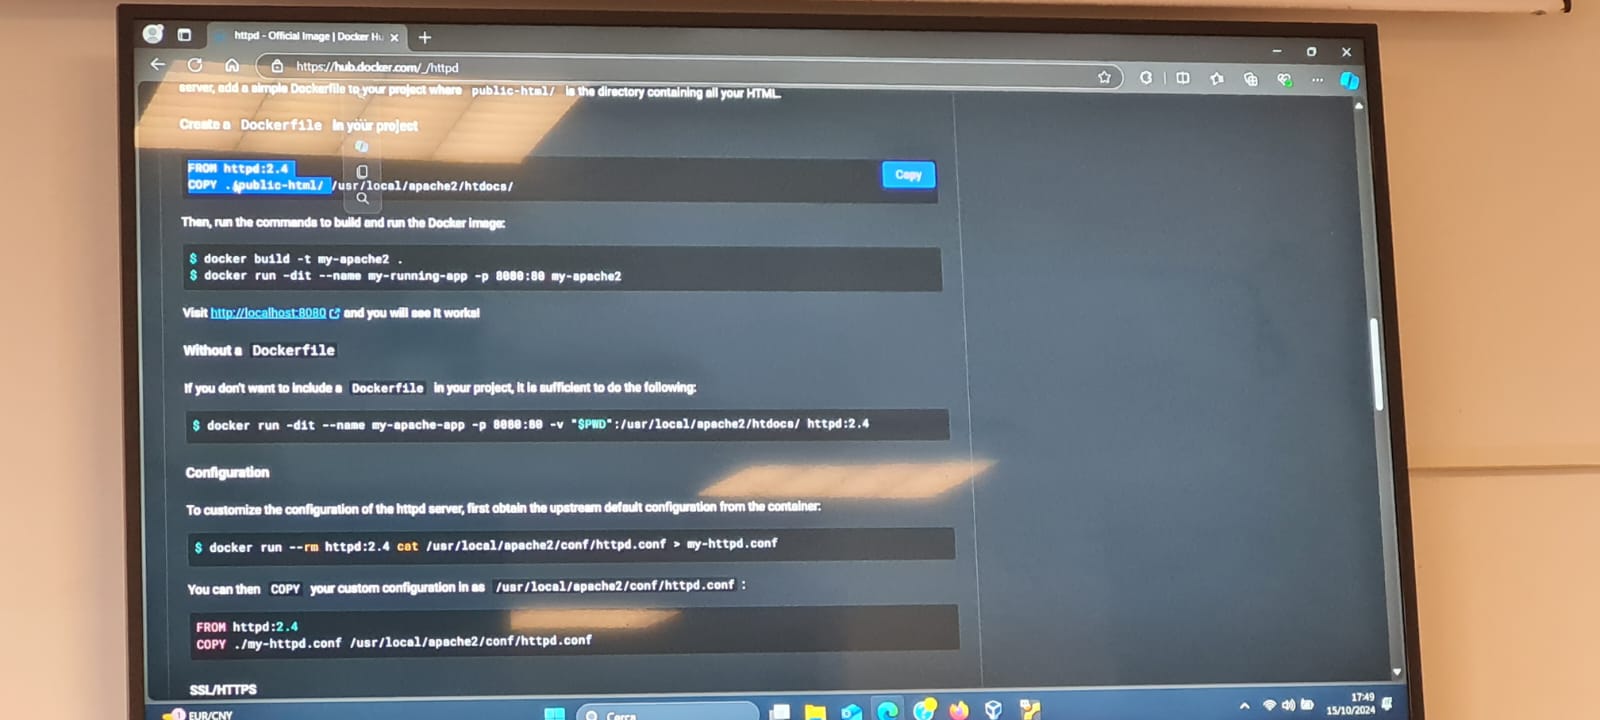 httpd - Official Image | Docker Hu
https://hub.docker.com/_/httpd
server, add a simple Dockerfile to your project where public-html/ is the directory containing all your HTML.
Create a Dockerfile in your project
FROM httpd:2.4
COPY ./public-html/ /usr/local/apache2/htdocs/
Copy
Then, run the commands to build and run the Docker image:
$ docker build -t my-apache2 .
$ docker run -dit --name my-running-app -p 8080:80 my-apache2
Visit http://localhost:8080 and you will see It works!
Without a Dockerfile
If you don't want to include a Dockerfile in your project, it is sufficient to do the following:
$ docker run -dit --name my-apache-app -p 8080:80 -v "$PWD":/usr/local/apache2/htdocs/ httpd:2.4
Configuration
To customize the configuration of the httpd server, first obtain the upstream default configuration from the container:
$ docker run --rm httpd:2.4 cat /usr/local/apache2/conf/httpd.conf > my-httpd.conf
You can then COPY your custom configuration in as /usr/local/apache2/conf/httpd.conf :
FROM httpd:2.4
COPY ./my-httpd.conf /usr/local/apache2/conf/httpd.conf
SSL/HTTPS
1 EUR/CNY
Cerca
17:49
15/10/2024